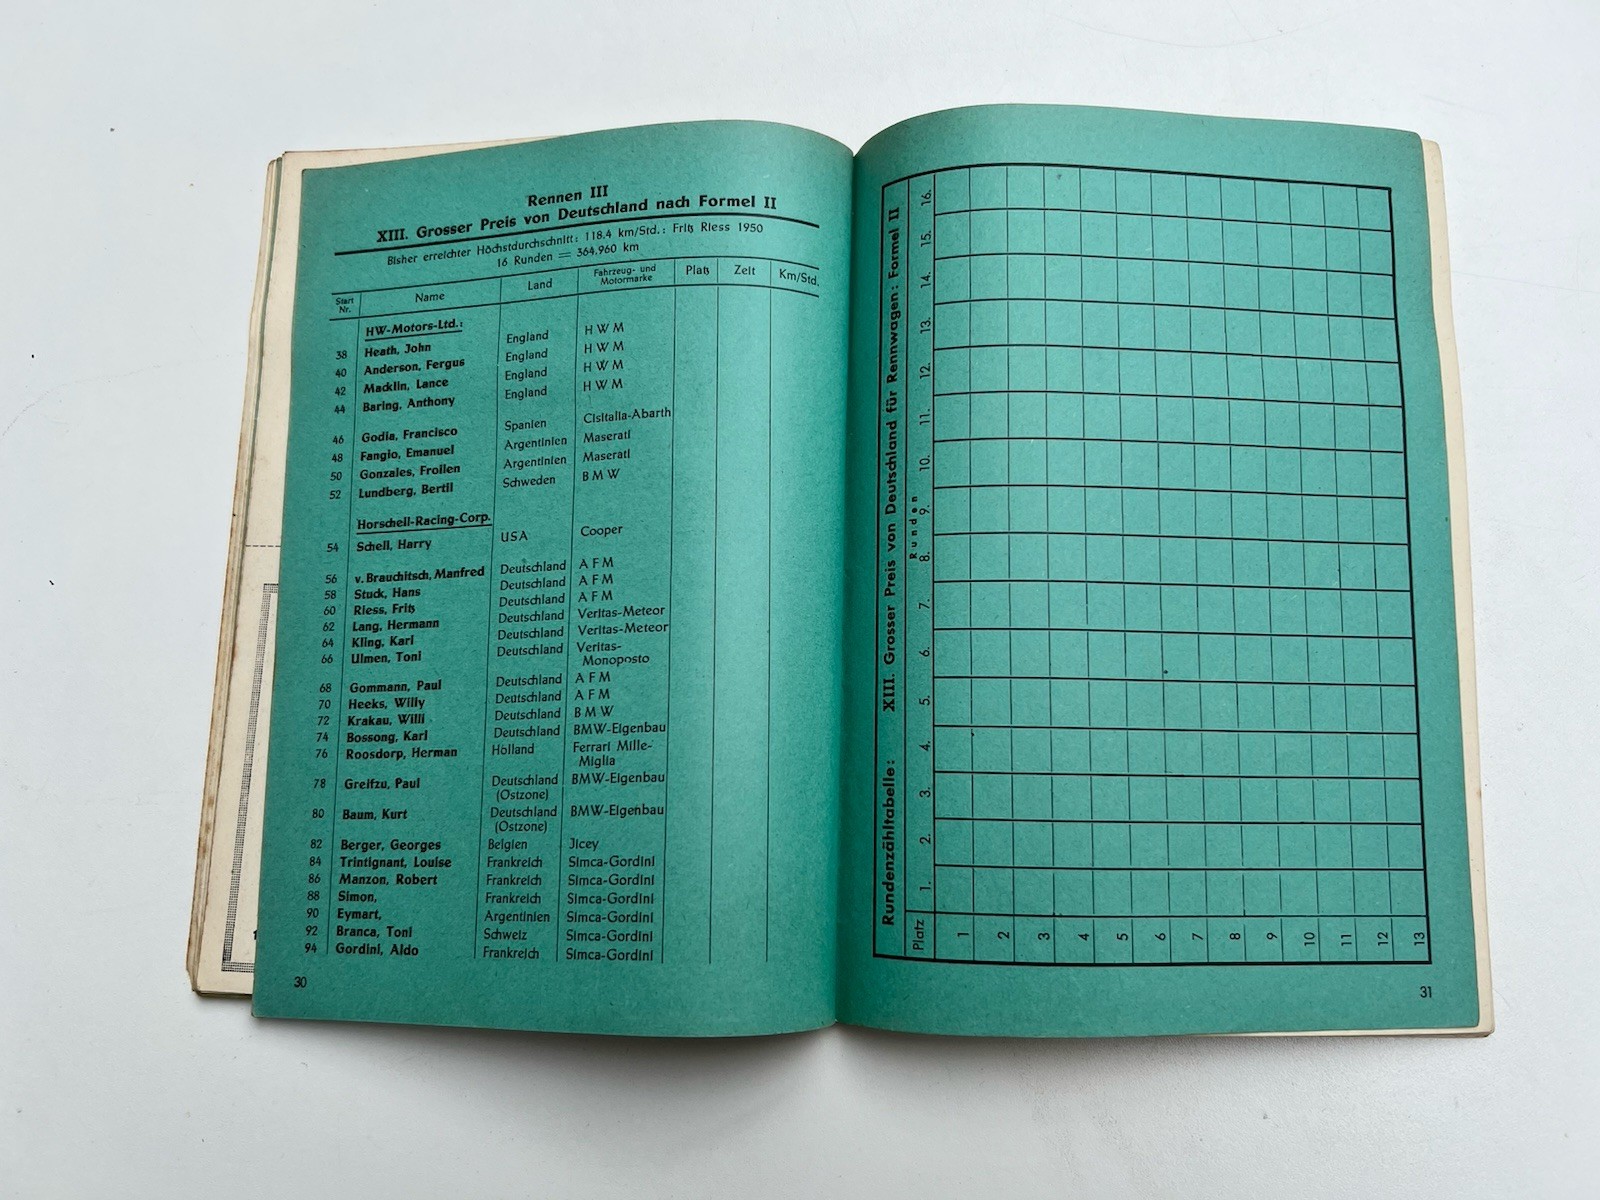 Rennen III
XIII. Grosser Preis von Deutschland nach Formel II
Bisher erreichter Höchstdurchschnitt: 118.4 km/Std.: Fritz Riess 1950
16 Runden = 364,960 km
Start Nr. Name Land Fahrzeug- und Motormarke Platz Zeit Km/Std.
HW-Motors-Ltd.:
38 Heath, John England H W M
40 Anderson, Fergus England H W M
42 Macklin, Lance England H W M
44 Baring, Anthony England H W M
46 Godia, Francisco Spanien Cisitalia-Abarth
48 Fangio, Emanuel Argentinien Maserati
50 Gonzales, Froilen Argentinien Maserati
52 Lundberg, Bertil Schweden B M W
Horschell-Racing-Corp.
54 Schell, Harry USA Cooper
56 v. Brauchitsch, Manfred Deutschland A F M
58 Stuck, Hans Deutschland A F M
60 Riess, Fritz Deutschland A F M
62 Lang, Hermann Deutschland Veritas-Meteor
64 Kling, Karl Deutschland Veritas-Meteor
66 Ulmen, Toni Deutschland Veritas-
Monoposto
68 Gommann, Paul Deutschland A F M
70 Heeks, Willy Deutschland A F M
72 Krakau, Willi Deutschland B M W
74 Bossong, Karl Deutschland BMW-Eigenbau
76 Roosdorp, Herman Holland Ferrari Mille-
Miglia
78 Greifzu, Paul Deutschland BMW-Eigenbau
(Ostzone)
80 Baum, Kurt Deutschland BMW-Eigenbau
(Ostzone)
82 Berger, Georges Belgien Jicey
84 Trintignant, Louise Frankreich Simca-Gordini
86 Manzon, Robert Frankreich Simca-Gordini
88 Simon, Frankreich Simca-Gordini
90 Eymart, Argentinien Simca-Gordini
92 Branca, Toni Schweiz Simca-Gordini
94 Gordini, Aldo Frankreich Simca-Gordini
30
Rundenzähltabelle: XIII. Grosser Preis von Deutschland für Rennwagen: Formel II
Runden
Platz 1. 2. 3. 4. 5. 6. 7. 8. 9. 10. 11. 12. 13. 14. 15. 16.
1
2
3
4
5
6
7
8
9
10
11
12
13
31